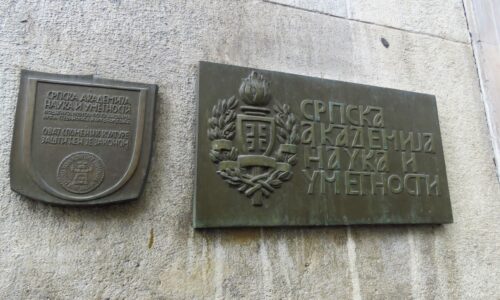 СРПСКА АКАДЕМИЈА
НАУКА И УМЕТНОСТИ
ОВАЈ СПОМЕНИК КУЛТУРЕ
ЗАШТИЋЕН ЈЕ ЗАКОНОМ
СРПСКА
АКАДЕМИЈА
НАУКА И
УМЕТНОСТИ